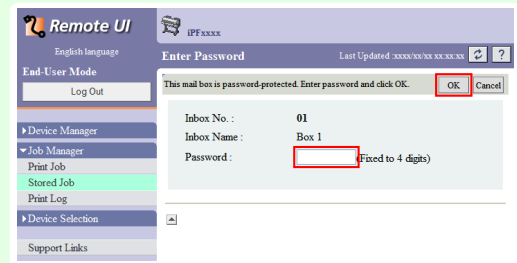 Remote UI
English language
End-User Mode
Log Out
Device Manager
Job Manager
Print Job
Stored Job
Print Log
Device Selection
Support Links
iPFxxxx
Enter Password
Last Updated :xxxx/xx/xx xx:xx:xx
?
This mail box is password-protected. Enter password and click OK.
OK
Cancel
Inbox No. : 01
Inbox Name : Box 1
Password : (Fixed to 4 digits)